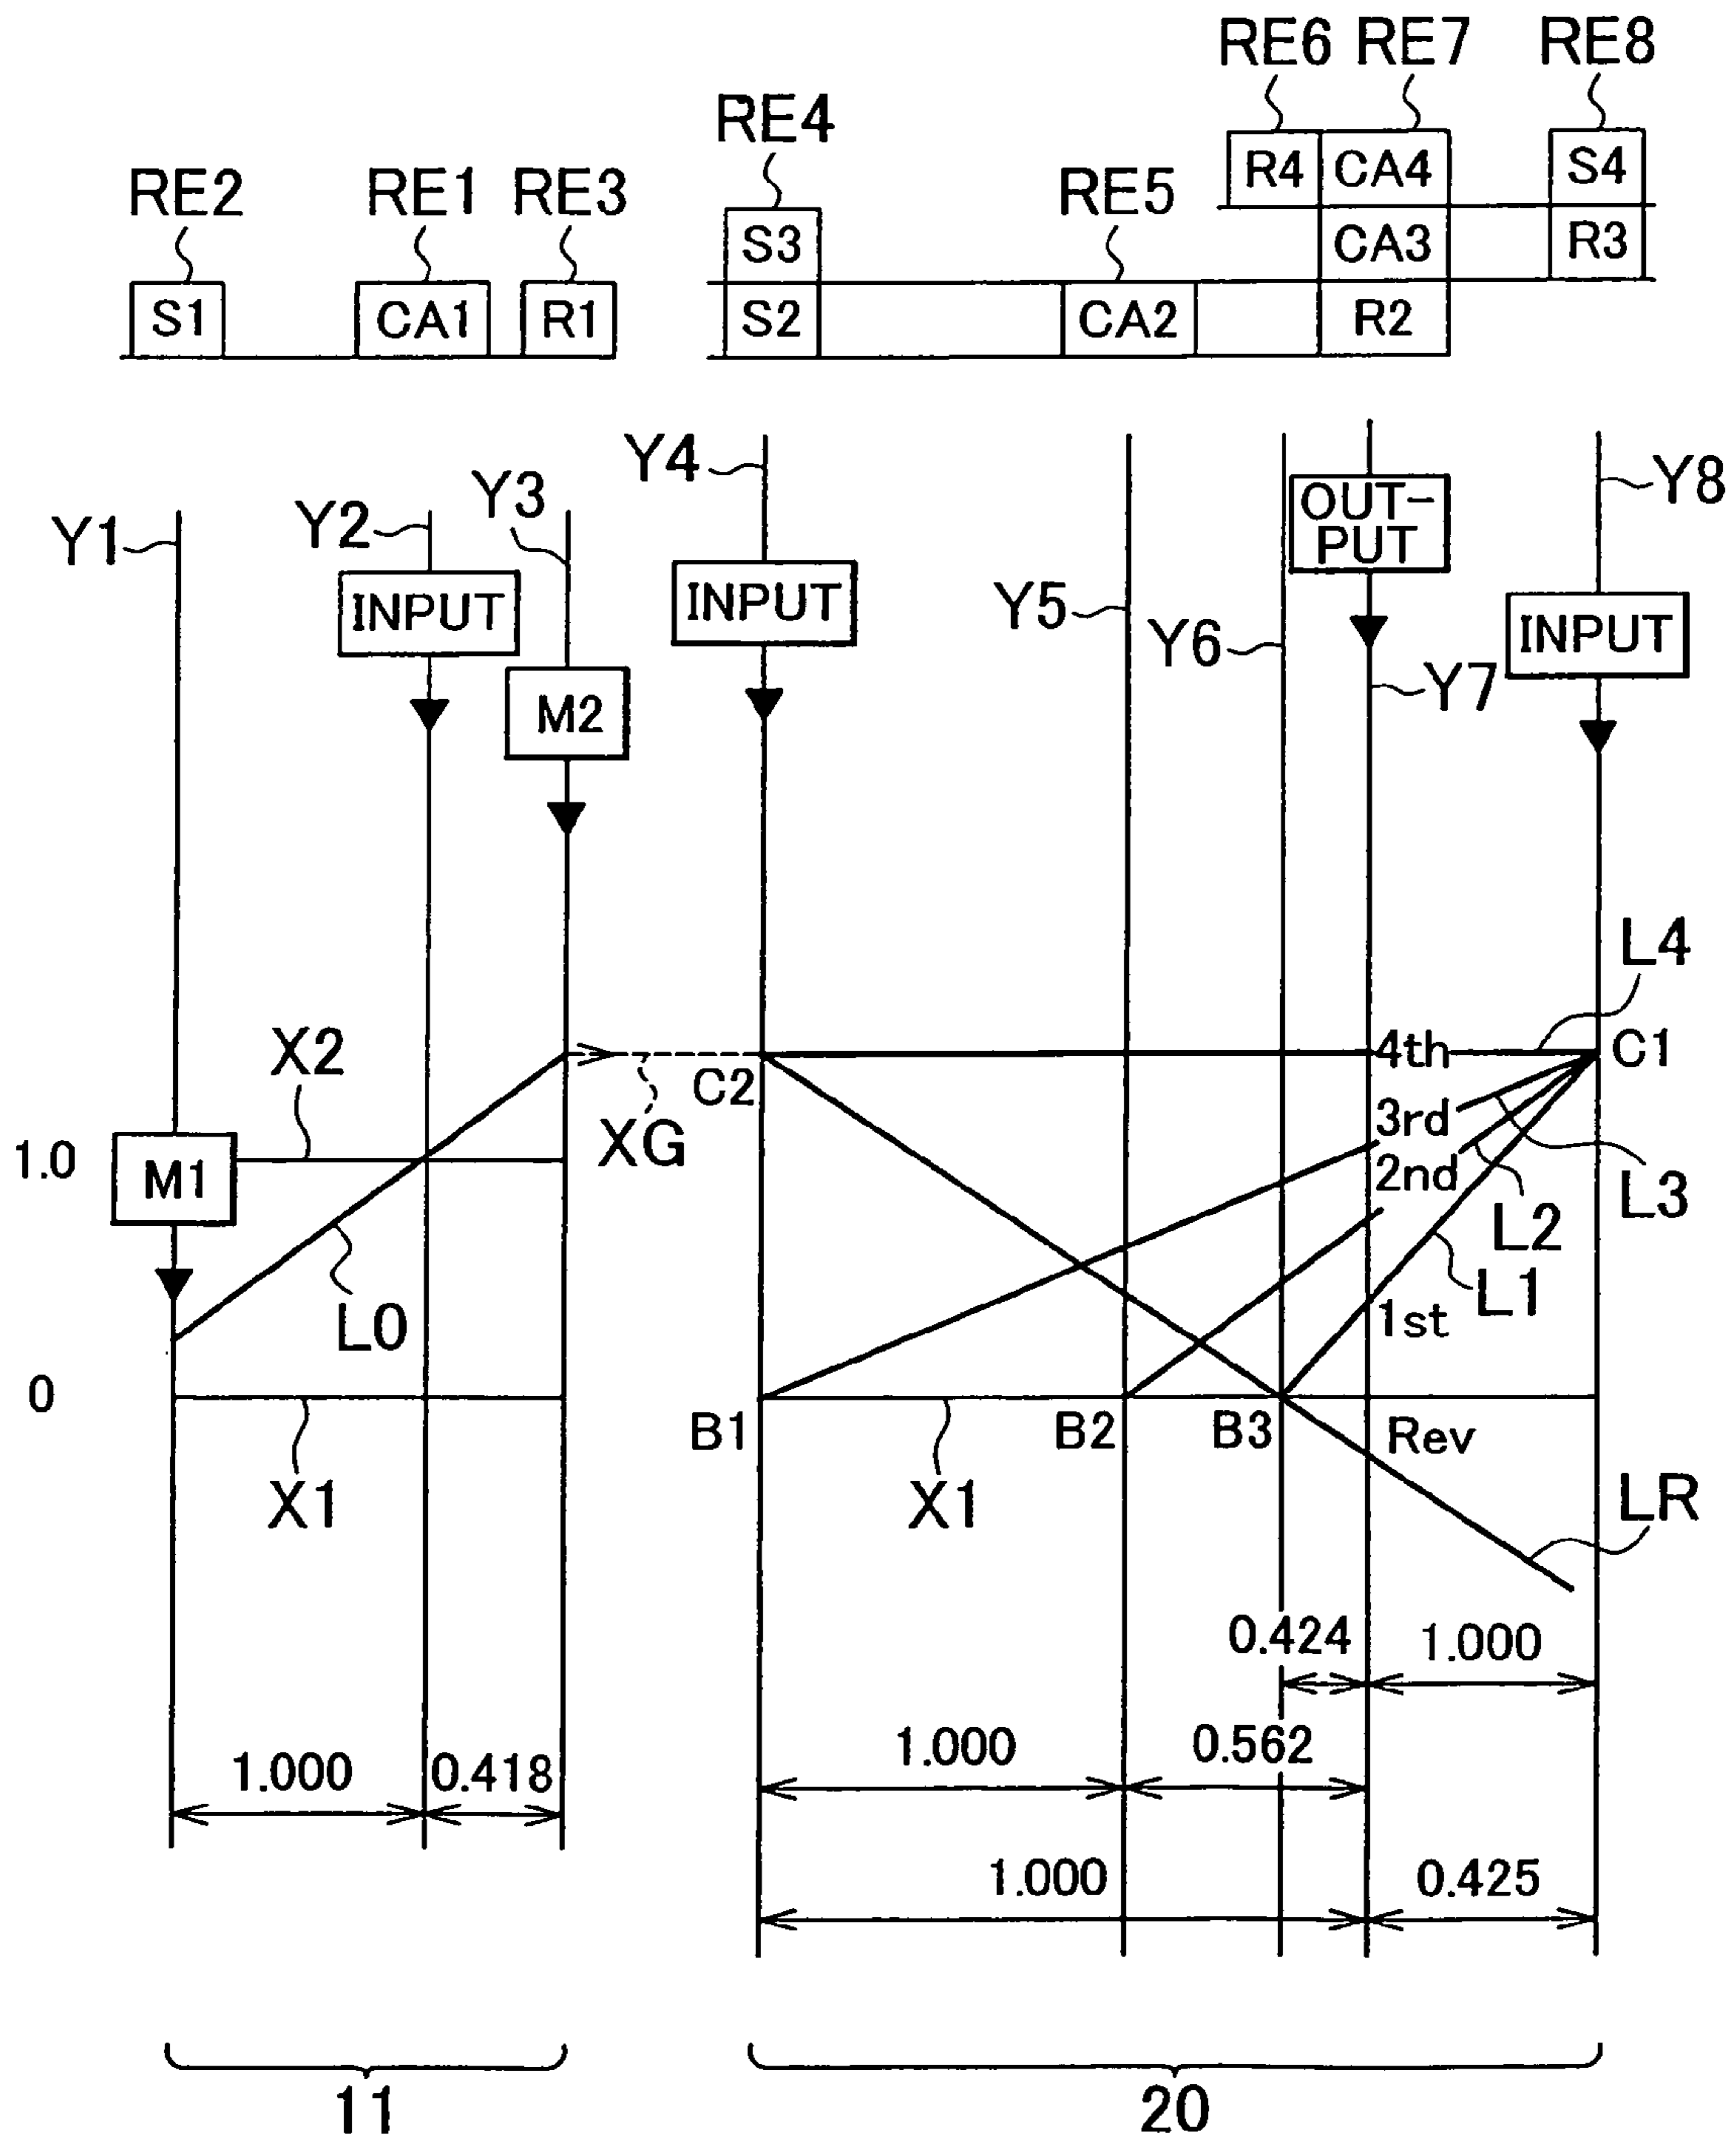 RE6 RE7 RE8
RE4
RE2 RE1 RE3 RE5
R4 CA4 S4
S3 CA3 R3
S1 CA1 R1 S2 CA2 R2
Y1 Y2 Y3 Y4 Y5 Y6 Y7 Y8
OUT-
PUT
INPUT INPUT INPUT
M2
L4
X2 C2 4th C1
XG 3rd
1.0 M1 2nd L3
L2
L0 1st L1
0
B1 B2 B3 Rev
X1 X1 LR
0.424 1.000
1.000 0.562
1.000 0.418
1.000 0.425
11 20